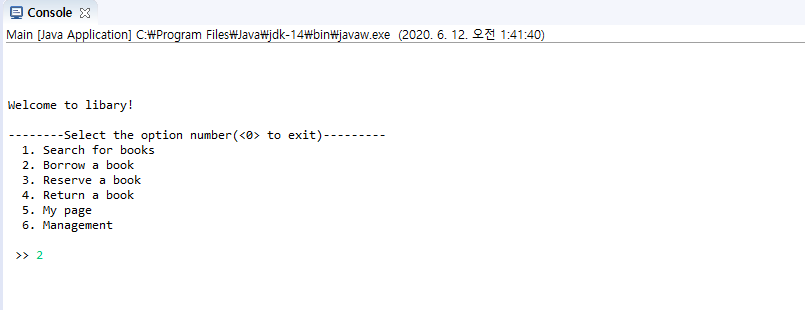 Console
Main [Java Application] C:₩Program Files₩Java₩jdk-14₩bin₩javaw.exe (2020. 6. 12. 오전 1:41:40)
Welcome to libary!
--------Select the option number(<0> to exit)---------
1. Search for books
2. Borrow a book
3. Reserve a book
4. Return a book
5. My page
6. Management
>> 2